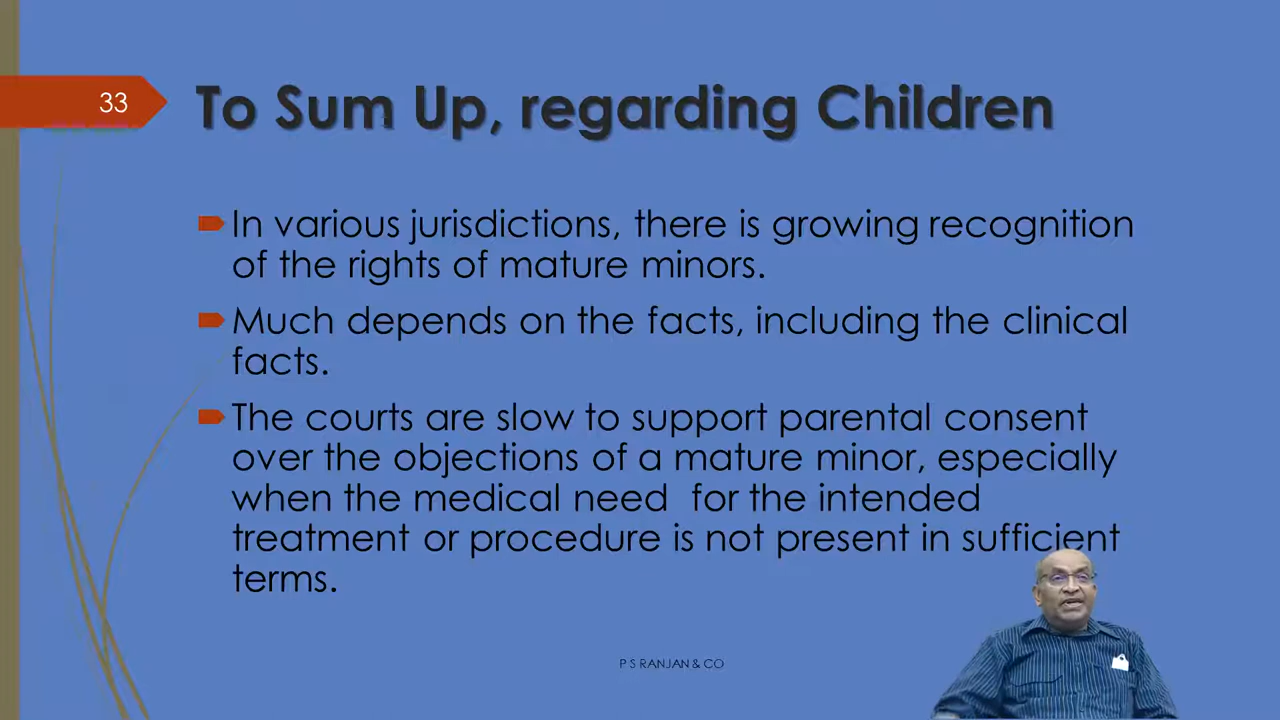 33
To Sum Up, regarding Children
In various jurisdictions, there is growing recognition
of the rights of mature minors.
Much depends on the facts, including the clinical
facts.
The courts are slow to support parental consent
over the objections of a mature minor, especially
when the medical need  for the intended
treatment or procedure is not present in sufficient
terms.
P S RANJAN & CO